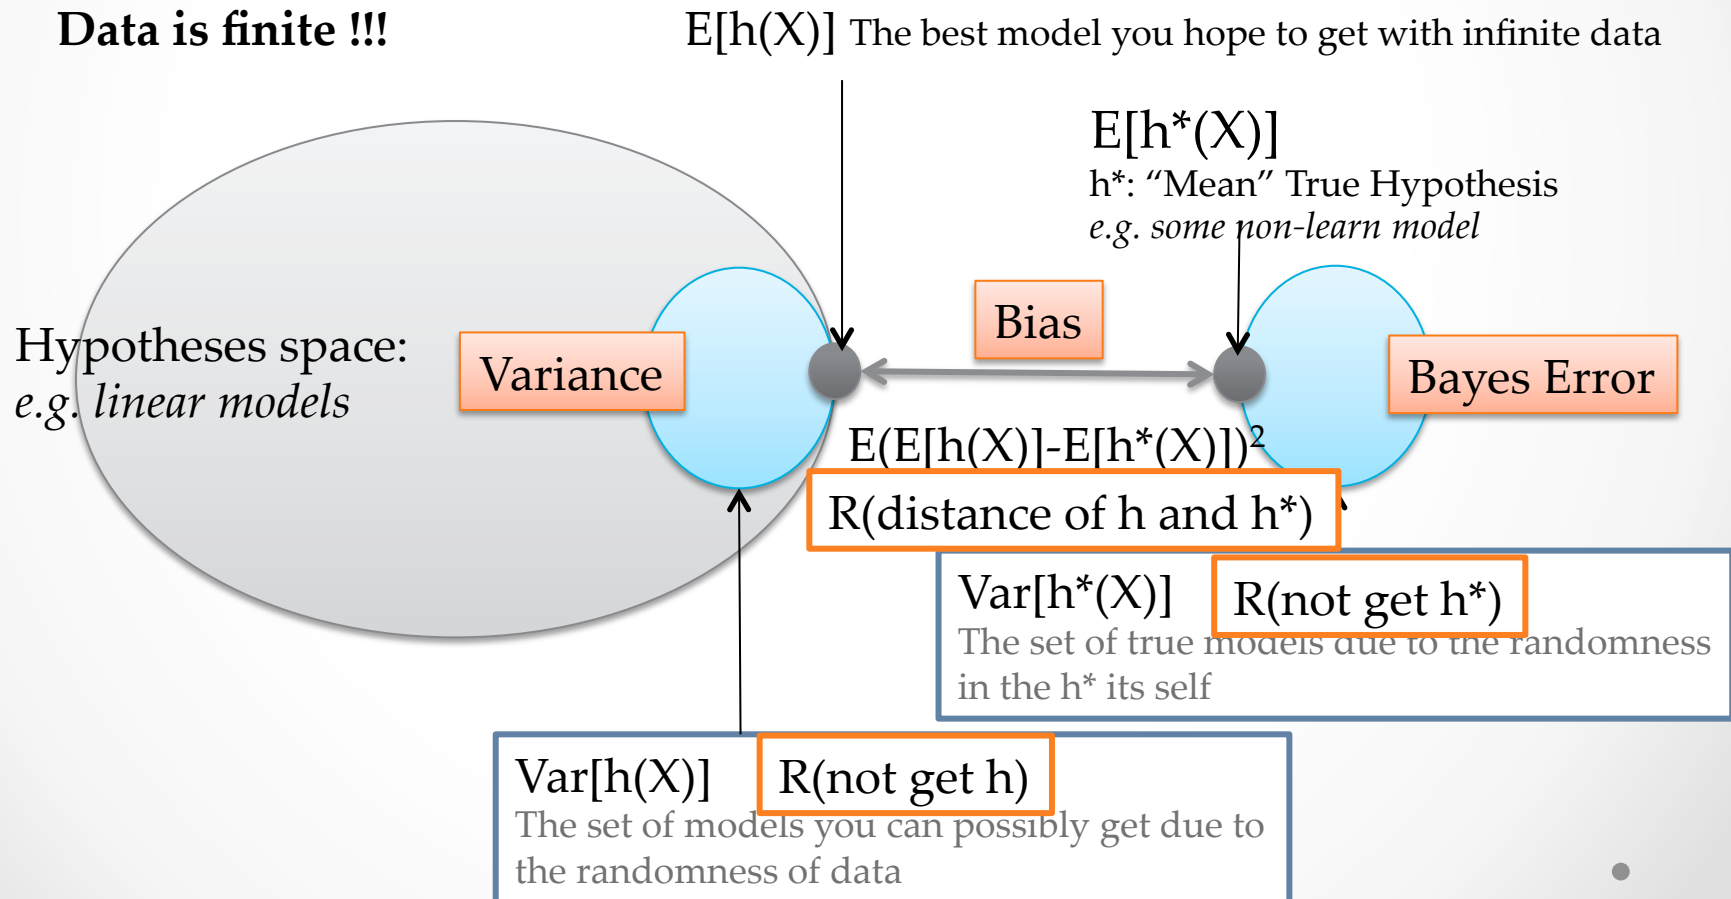 Data is finite !!!
E[h(X)] The best model you hope to get with infinite data
E[h*(X)]
h*: “Mean” True Hypothesis
e.g. some non-learn model
Bias
Hypotheses space:
e.g. linear models
Variance
Bayes Error
E(E[h(X)]-E[h*(X)])²
R(distance of h and h*)
Var[h*(X)] R(not get h*)
The set of true models due to the randomness
in the h* its self
Var[h(X)] R(not get h)
The set of models you can possibly get due to
the randomness of data